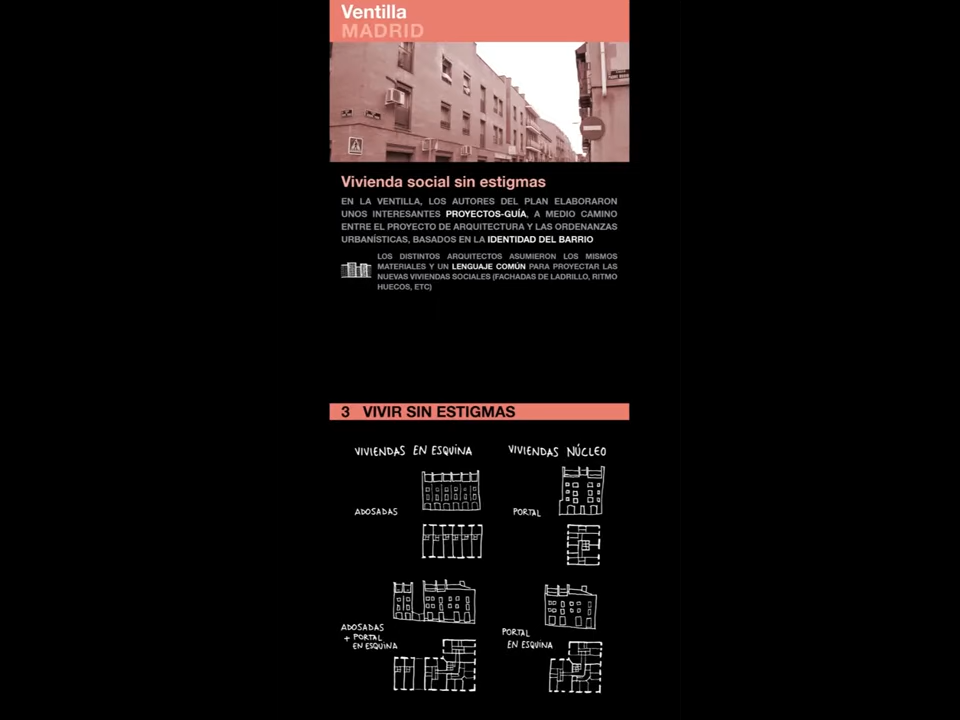 Ventilla
MADRID
Vivienda social sin estigmas
EN LA VENTILLA, LOS AUTORES DEL PLAN ELABORARON
UNOS INTERESANTES PROYECTOS-GUÍA, A MEDIO CAMINO
ENTRE EL PROYECTO DE ARQUITECTURA Y LAS ORDENANZAS
URBANÍSTICAS, BASADOS EN LA IDENTIDAD DEL BARRIO
LOS DISTINTOS ARQUITECTOS ASUMIERON LOS MISMOS
MATERIALES Y UN LENGUAJE COMÚN PARA PROYECTAR LAS
NUEVAS VIVIENDAS SOCIALES (FACHADAS DE LADRILLO, RITMO
HUECOS, ETC)
3 VIVIR SIN ESTIGMAS
VIVIENDAS EN ESQUINA
VIVIENDAS NÚCLEO
ADOSADAS
PORTAL
ADOSADAS
+ PORTAL
EN ESQUINA
PORTAL
EN ESQUINA